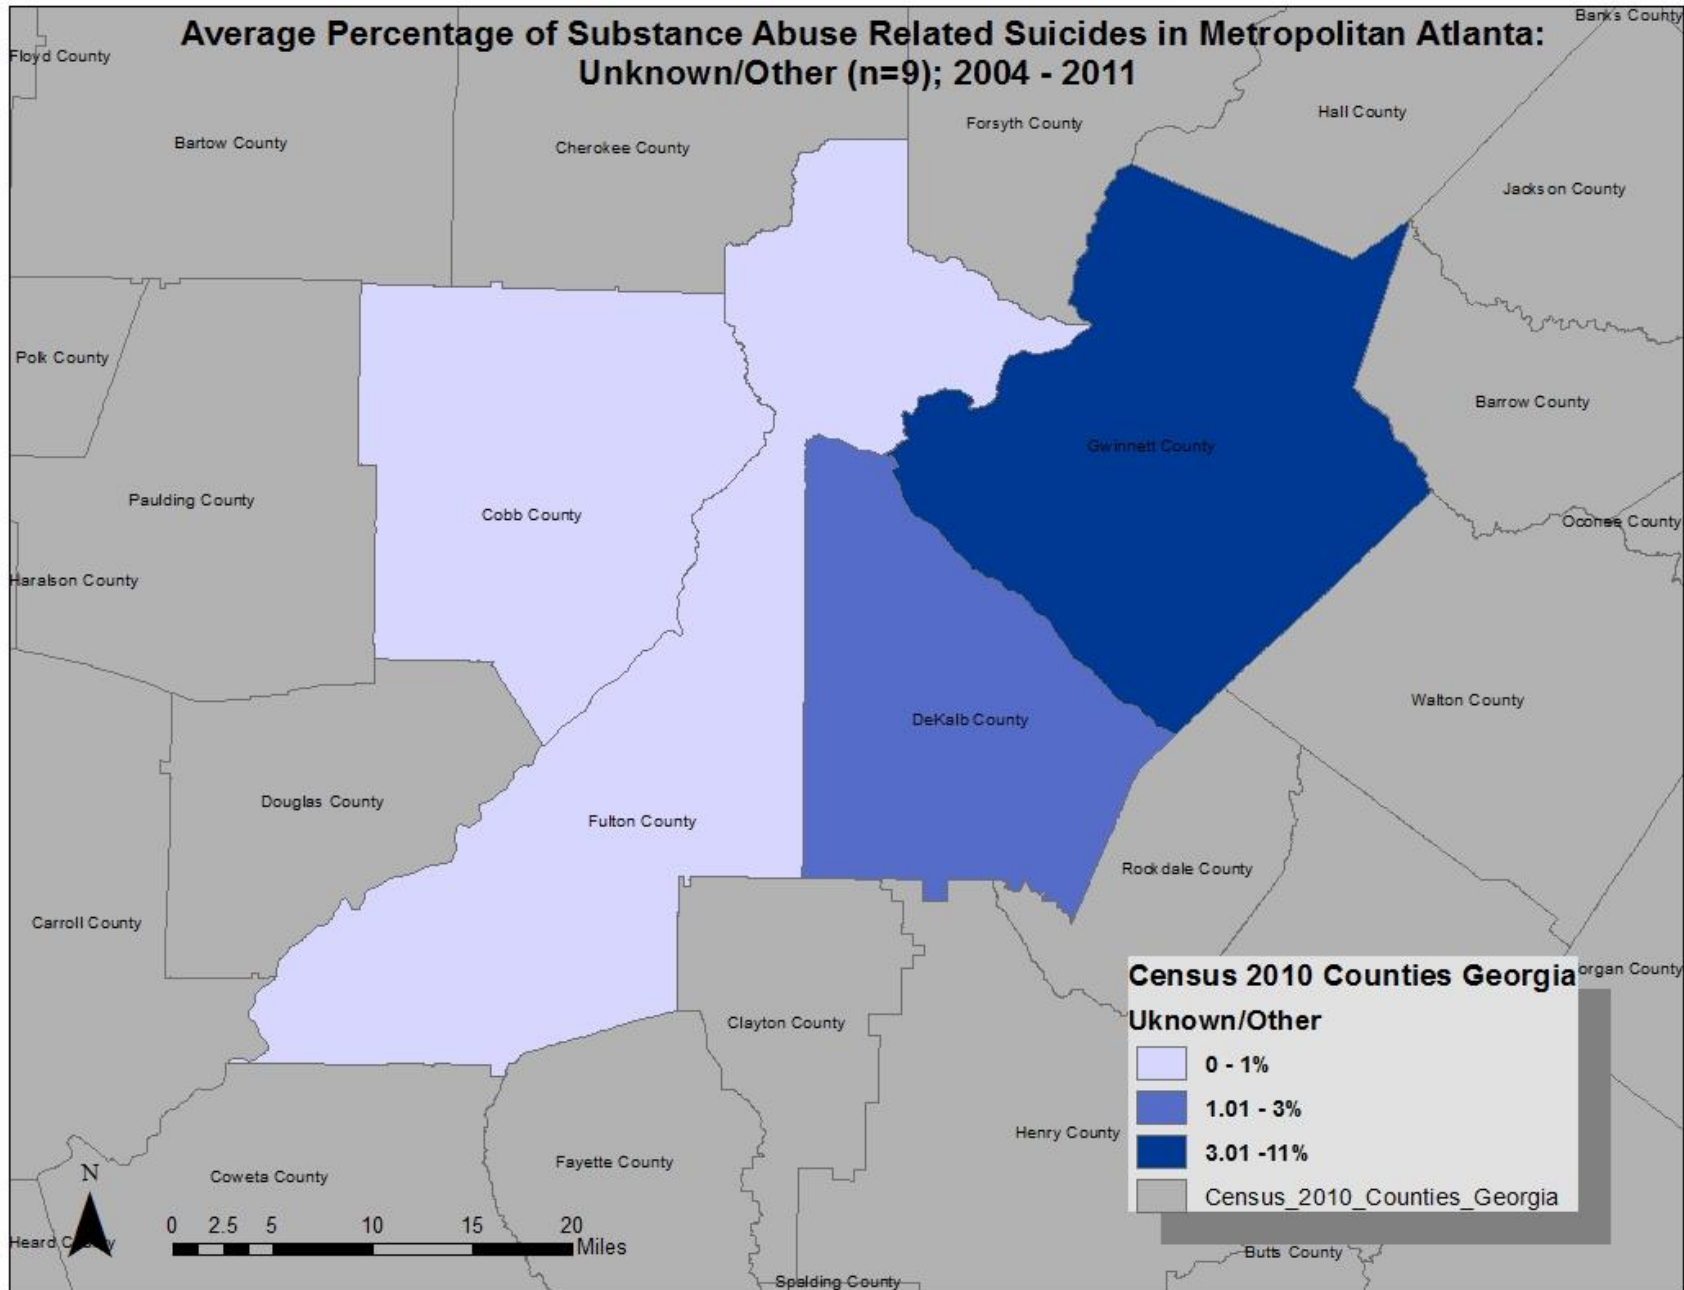 Average Percentage of Substance Abuse Related Suicides in Metropolitan Atlanta:
Unknown/Other (n=9); 2004 - 2011
Banks County
Floyd County
Bartow County
Cherokee County
Forsyth County
Hall County
Jackson County
Polk County
Barrow County
Gwinnett County
Paulding County
Cobb County
Oconee County
Haralson County
DeKalb County
Walton County
Douglas County
Fulton County
Rockdale County
Carroll County
organ County
Clayton County
Henry County
Fayette County
Coweta County
Heard County
Butts County
Spalding County
Census 2010 Counties Georgia
Uknown/Other
0 - 1%
1.01 - 3%
3.01 -11%
Census_2010_Counties_Georgia
N
0 2.5 5 10 15 20
Miles